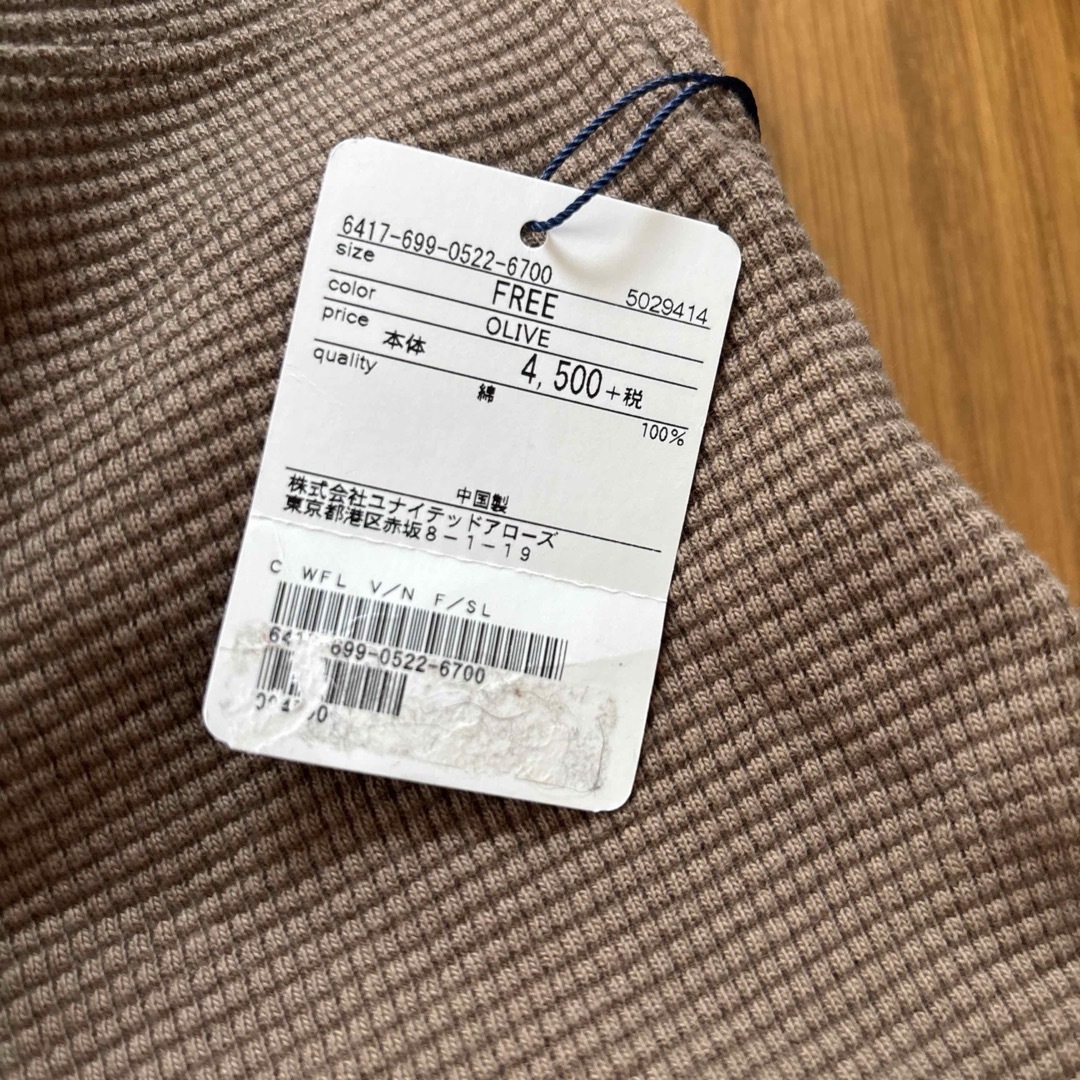 6417-699-0522-6700 5029414
size FREE
color OLIVE
price 本体 4,500+税
quality 綿 100%
中国製
株式会社ユナイテッドアローズ
東京都港区赤坂8-1-19
C WFL V/N F/SL
699-0522-6700